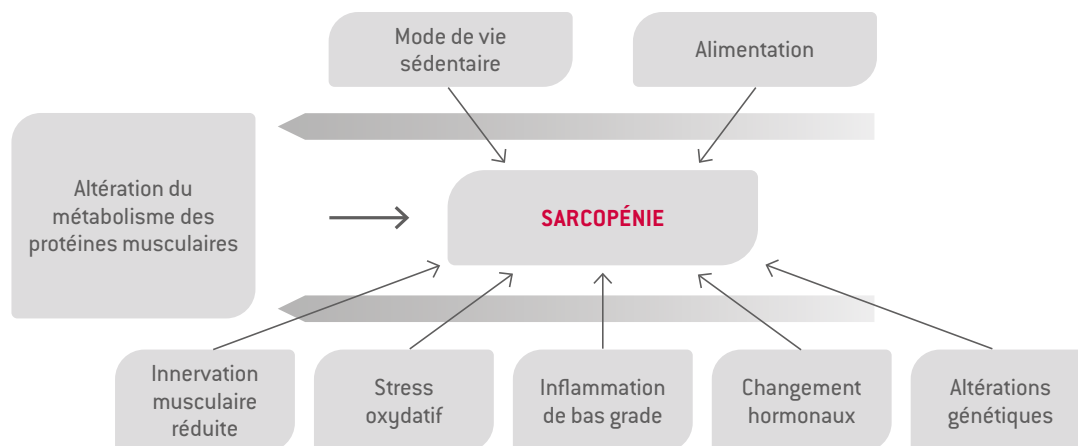 Mode de vie
sédentaire
Alimentation
Altération du
métabolisme des
protéines musculaires
SARCOPÉNIE
Innervation
musculaire
réduite
Stress
oxydatif
Inflammation
de bas grade
Changement
hormonaux
Altérations
génétiques